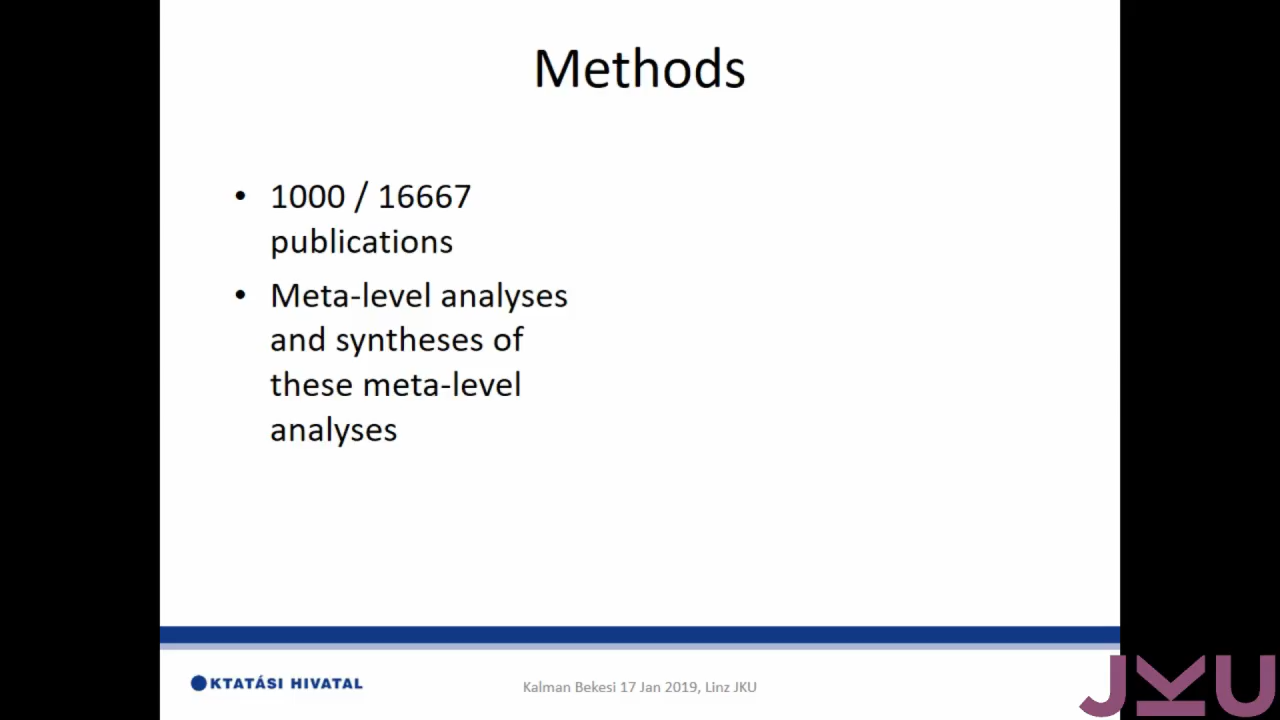 Methods
• 1000 / 16667
publications
• Meta-level analyses
and syntheses of
these meta-level
analyses
OKTATÁSI HIVATAL
Kalman Bekesi 17 Jan 2019, Linz JKU
JKU